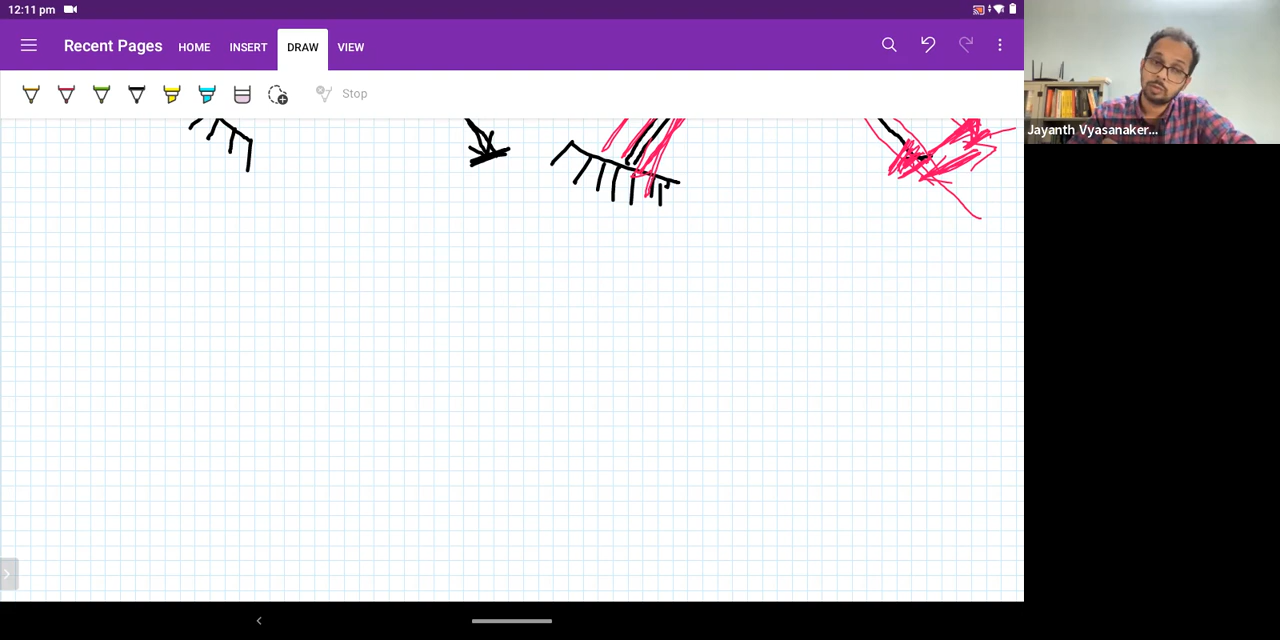 12:11 pm
Recent Pages HOME INSERT DRAW VIEW
Stop
Jayanth Vyasanaker...